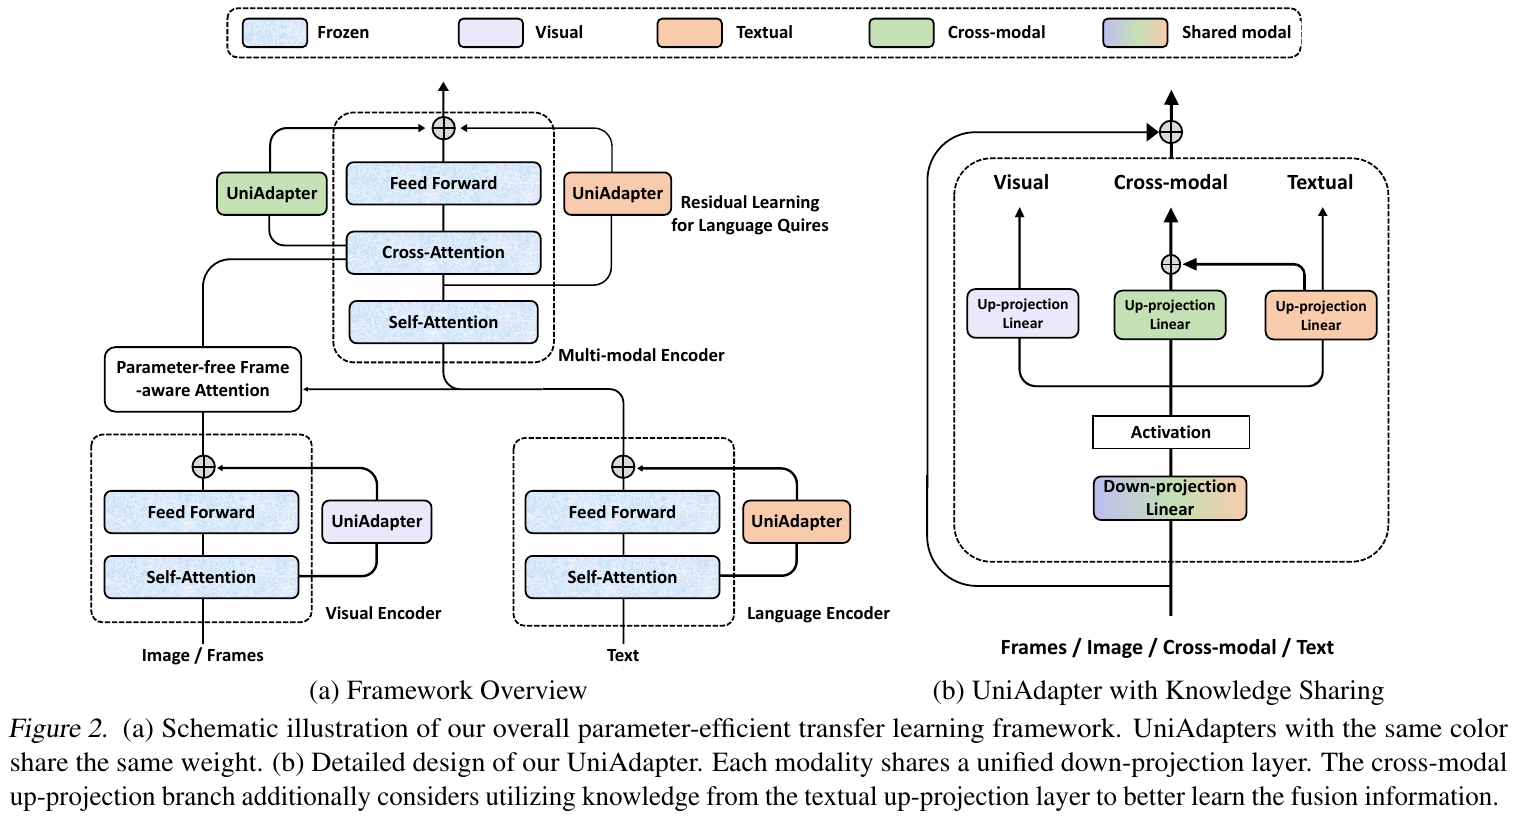 Frozen
Visual
Textual
Cross-modal
Shared modal
Feed Forward
UniAdapter
UniAdapter
Residual Learning
for Language Quires
Cross-Attention
Self-Attention
Multi-modal Encoder
Parameter-free Frame
-aware Attention
Feed Forward
UniAdapter
Self-Attention
Visual Encoder
Image / Frames
Feed Forward
UniAdapter
Self-Attention
Language Encoder
Text
(a) Framework Overview
Visual
Cross-modal
Textual
Up-projection
Linear
Up-projection
Linear
Up-projection
Linear
Activation
Down-projection
Linear
Frames / Image / Cross-modal / Text
(b) UniAdapter with Knowledge Sharing
Figure 2. (a) Schematic illustration of our overall parameter-efficient transfer learning framework. UniAdapters with the same color
share the same weight. (b) Detailed design of our UniAdapter. Each modality shares a unified down-projection layer. The cross-modal
up-projection branch additionally considers utilizing knowledge from the textual up-projection layer to better learn the fusion information.